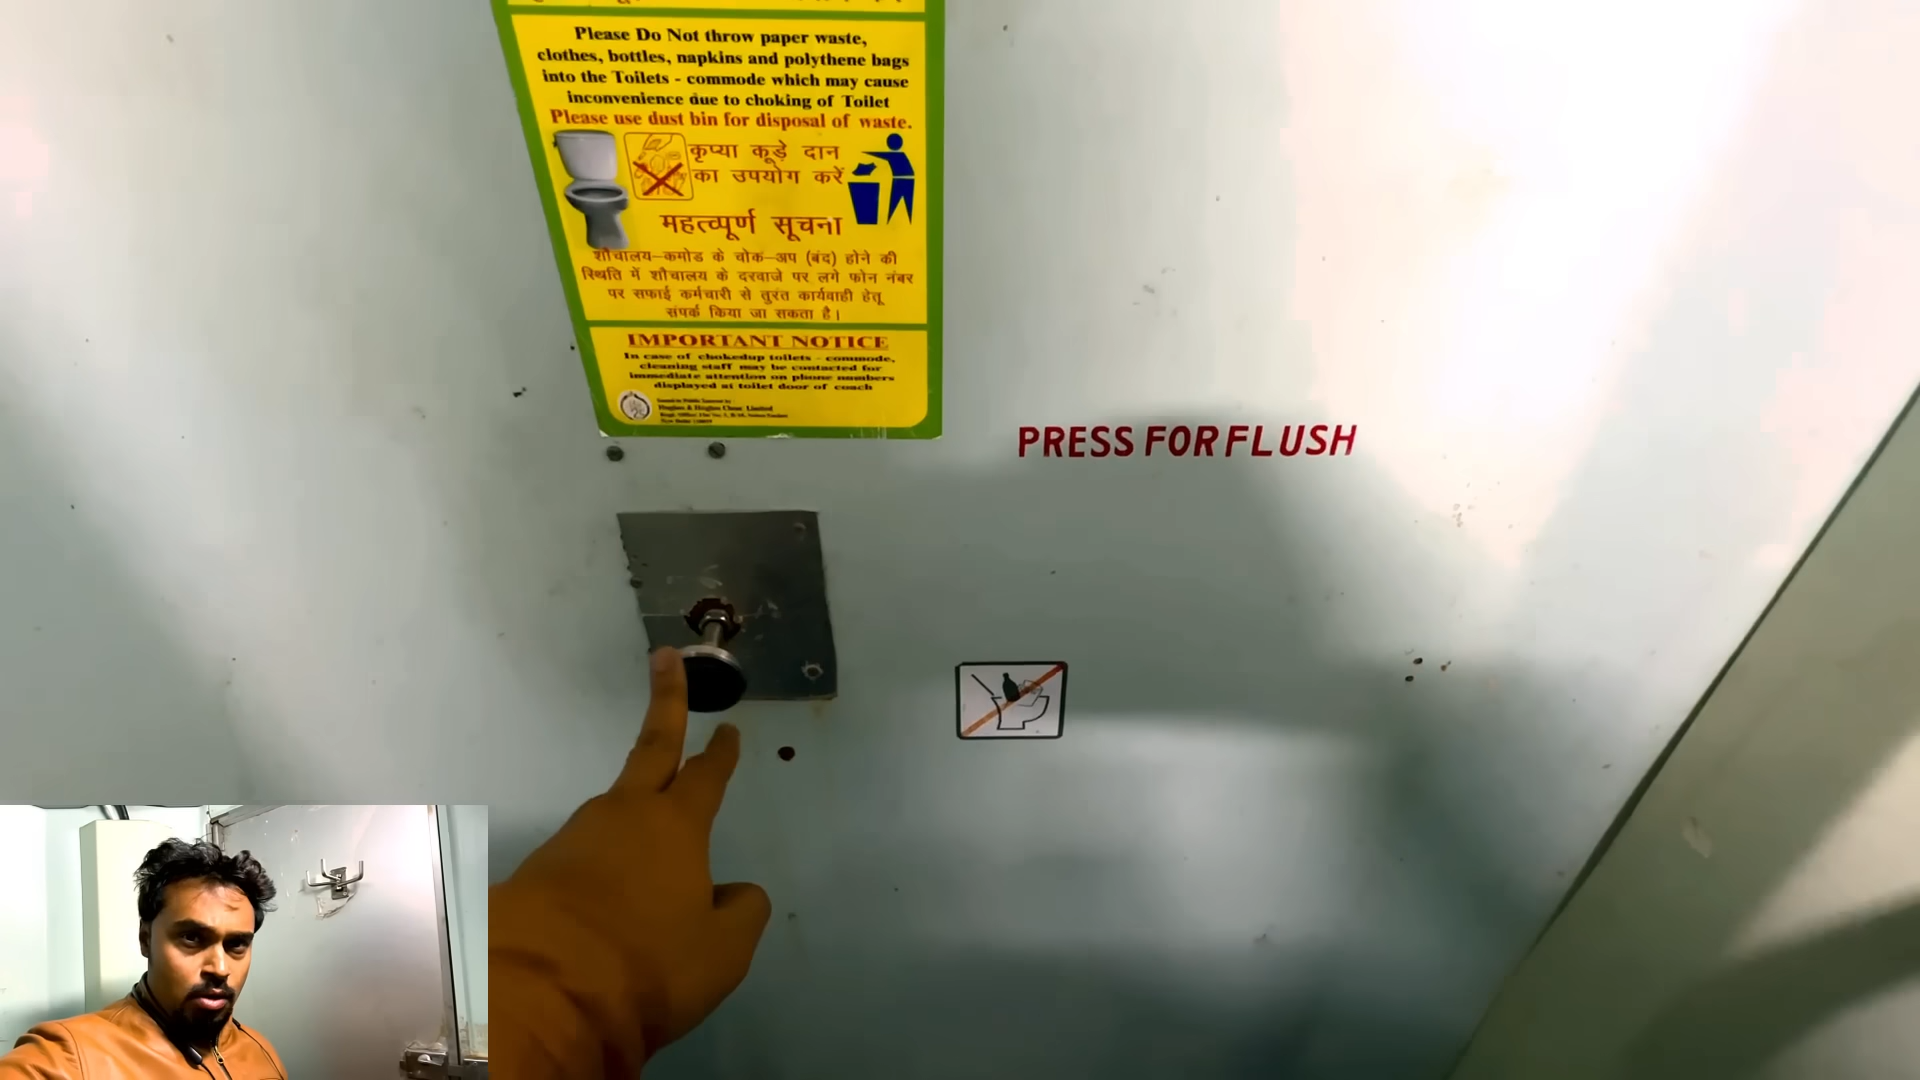 Please Do Not throw paper waste,
clothes, bottles, napkins and polythene bags
into the Toilets - commode which may cause
inconvenience due to choking of Toilet
Please use dust bin for disposal of waste.
कृप्या कूड़े दान
का उपयोग करें
महत्वपूर्ण सूचना
शौचालय-कमोड के चोक-अप (बंद) होने की
स्थिति में शौचालय के दरवाजे पर लगे फोन नंबर
पर सफाई कर्मचारी से तुरंत कार्यवाही हेतू
संपर्क किया जा सकता है।
IMPORTANT NOTICE
In case of chokedup toilets - commode,
cleaning staff may be contacted for
immediate attention on phone numbers
displayed at toilet door of coach
PRESS FOR FLUSH